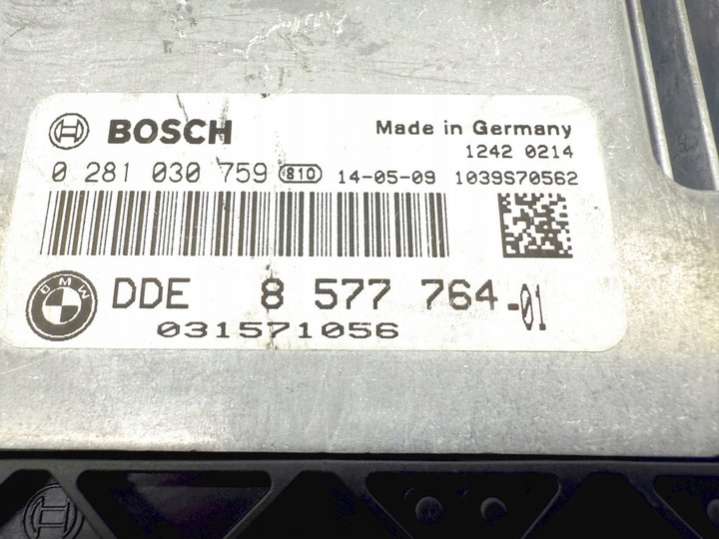 BOSCH Made in Germany
1242 0214
0 281 030 759 810 14-05-09 1039S70562
BMW DDE 8 577 764-01
031571056